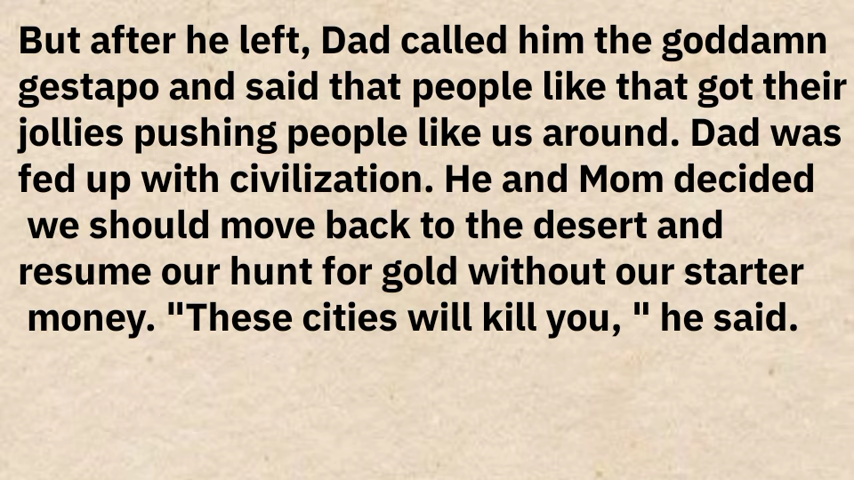 But after he left, Dad called him the goddamn
gestapo and said that people like that got their
jollies pushing people like us around. Dad was
fed up with civilization. He and Mom decided
we should move back to the desert and
resume our hunt for gold without our starter
money. "These cities will kill you, " he said.